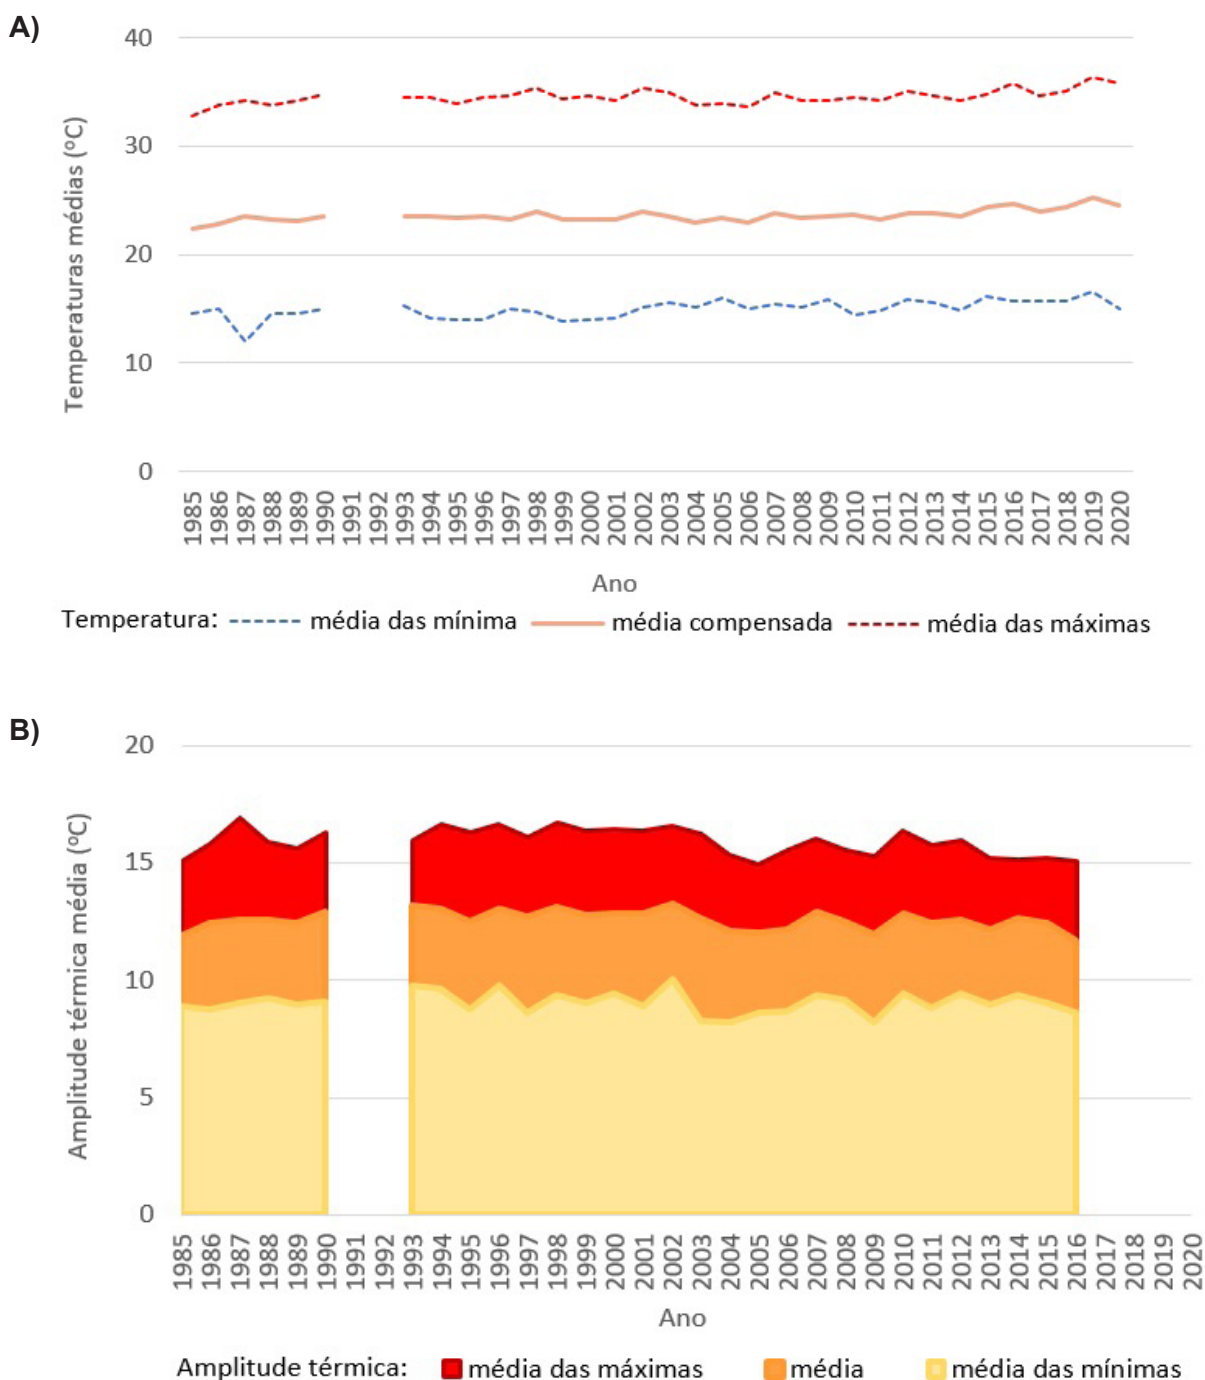 A)
40
30
20
10
0
Temperaturas médias (ºC)
1985 1986 1987 1988 1989 1990 1991 1992 1993 1994 1995 1996 1997 1998 1999 2000 2001 2002 2003 2004 2005 2006 2007 2008 2009 2010 2011 2012 2013 2014 2015 2016 2017 2018 2019 2020
Ano
Temperatura: média das mínima média compensada média das máximas
B)
20
15
10
5
0
Amplitude térmica média (ºC)
1985 1986 1987 1988 1989 1990 1991 1992 1993 1994 1995 1996 1997 1998 1999 2000 2001 2002 2003 2004 2005 2006 2007 2008 2009 2010 2011 2012 2013 2014 2015 2016 2017 2018 2019 2020
Ano
Amplitude térmica: média das máximas média média das mínimas